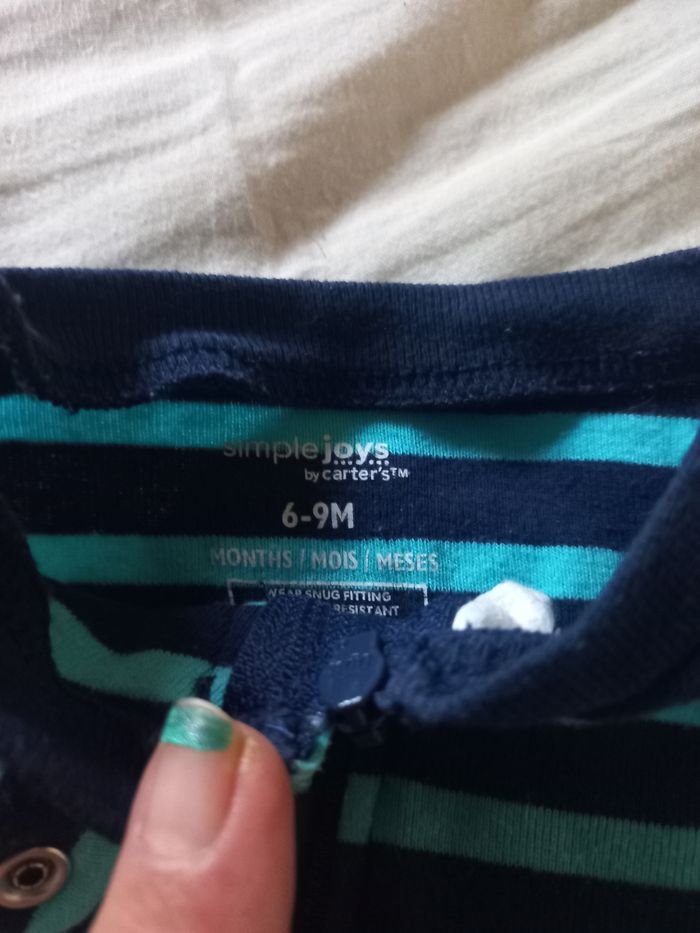 simple joys
by carter's™
6-9M
MONTHS / MOIS / MESES
WEAR SNUG FITTING
RESISTANT